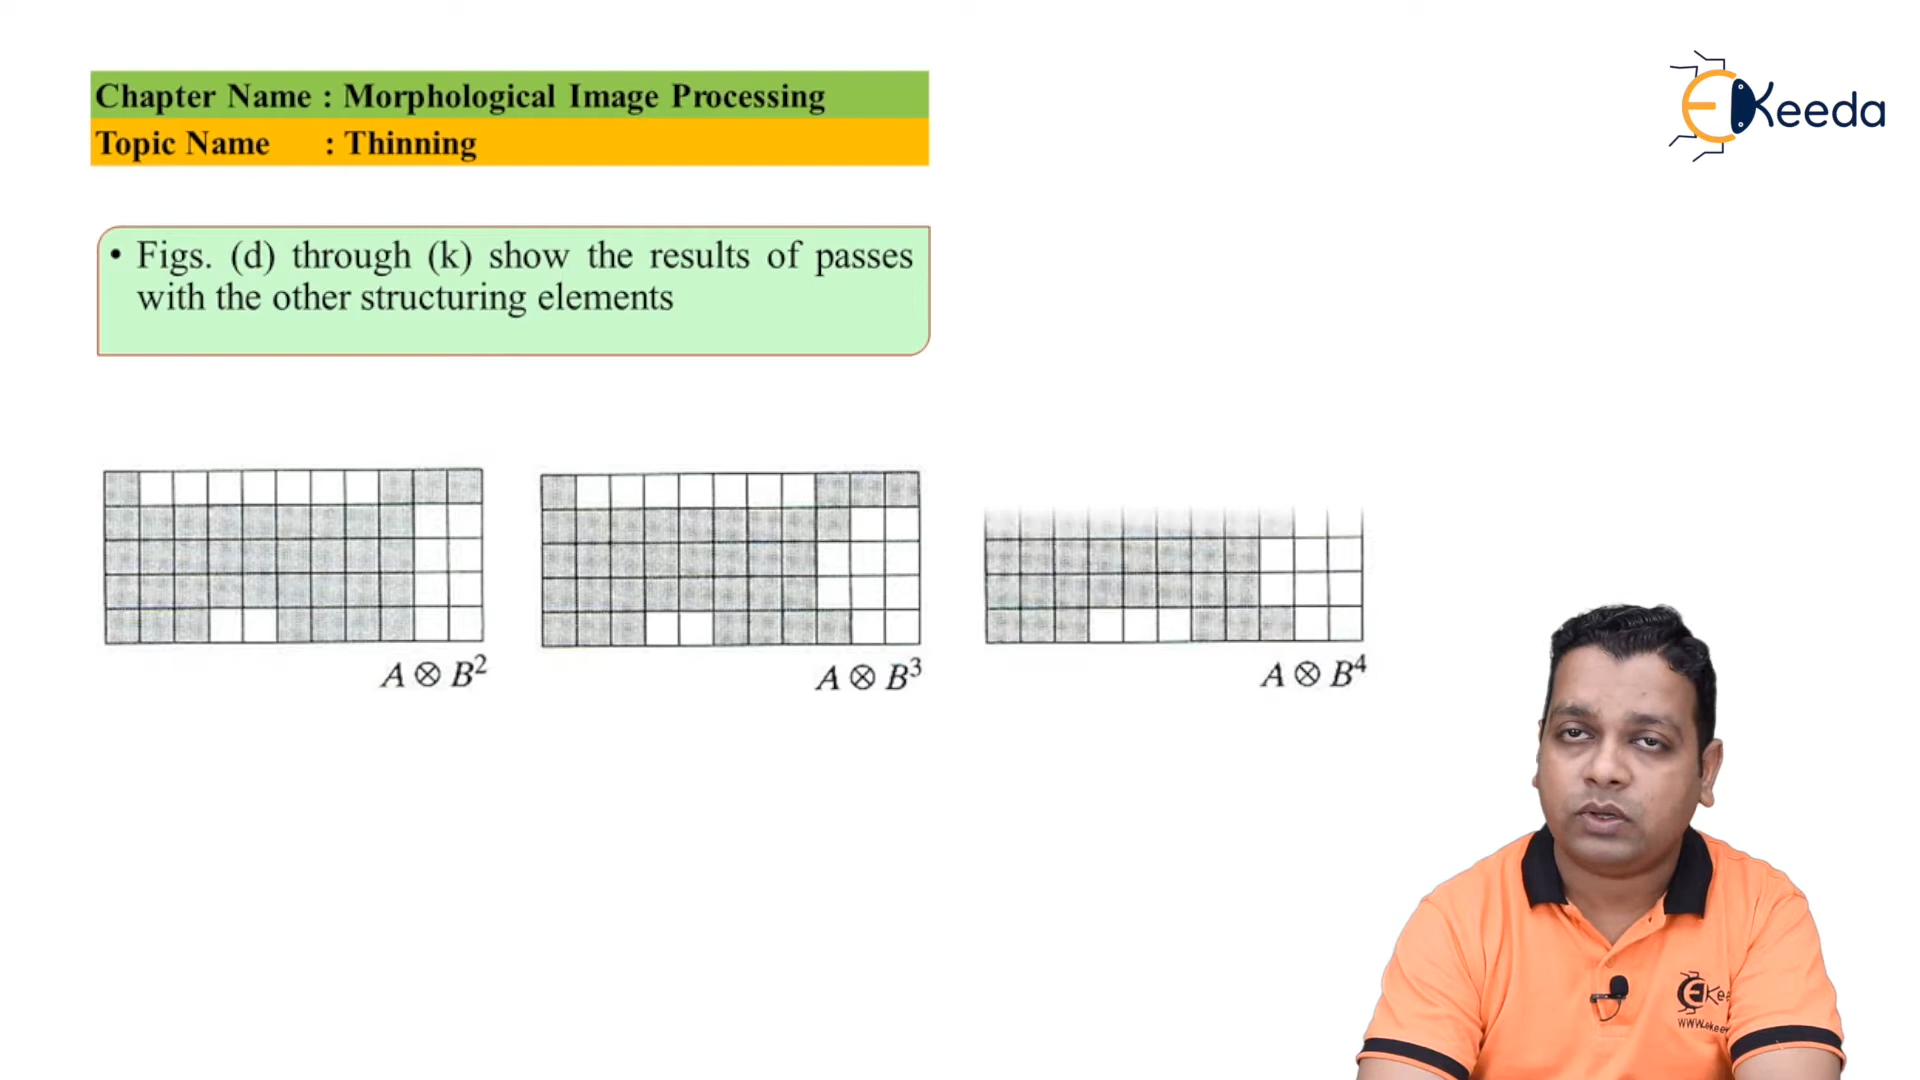 Chapter Name : Morphological Image Processing
Topic Name : Thinning
EKeeda
• Figs. (d) through (k) show the results of passes
with the other structuring elements
A ⊗ B²
A ⊗ B³
A ⊗ B⁴